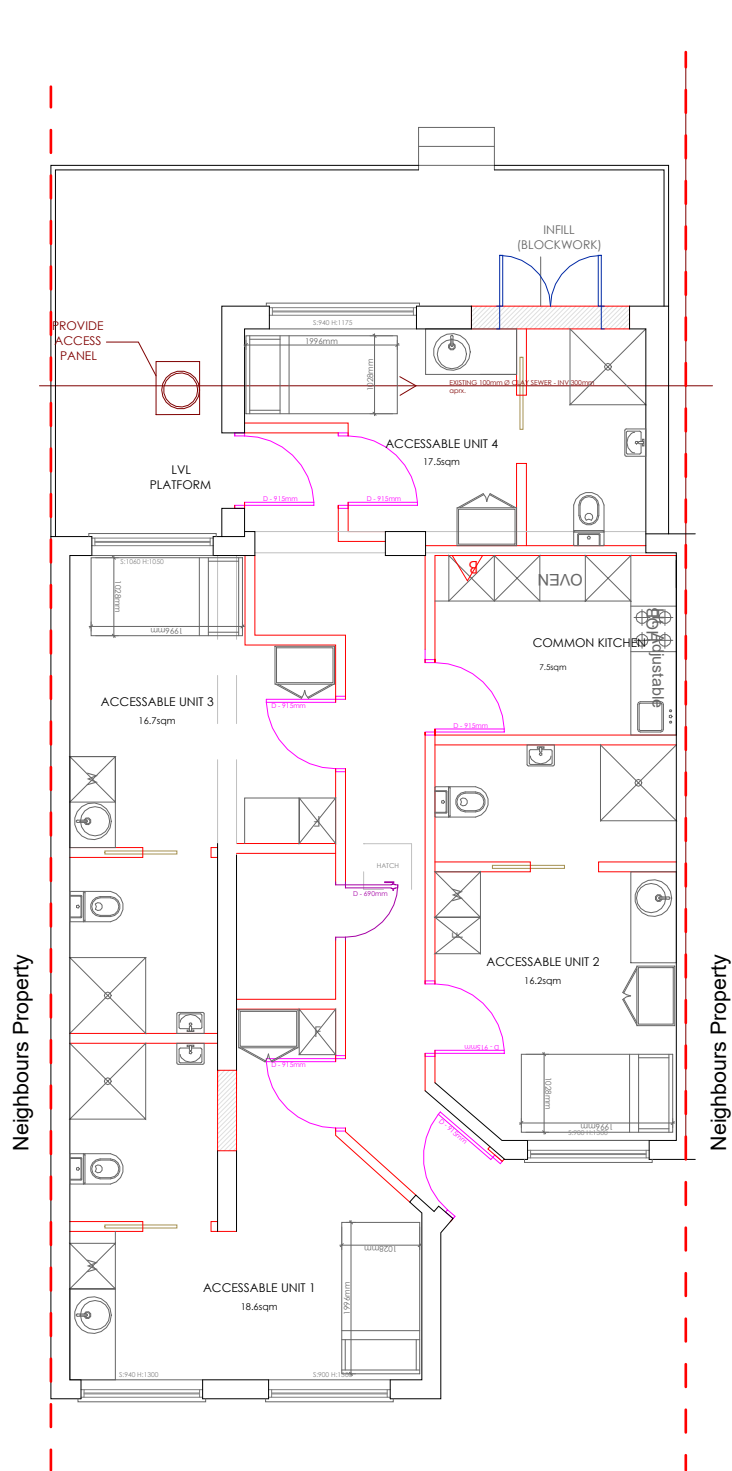 INFILL
(BLOCKWORK)
S:940 H:1175
PROVIDE
ACCESS
PANEL
1996mm
1028mm
EXISTING 100mm Ø CLAY SEWER - INV 300mm
aprx.
ACCESSABLE UNIT 4
17.5sqm
LVL
PLATFORM
D - 915mm
D - 915mm
S:1060 H:1050
1028mm
1996mm
OVEN
COMMON KITCHEN
7.5sqm
Adjustable
ACCESSABLE UNIT 3
16.7sqm
D - 915mm
D - 915mm
W
F
HATCH
D - 690mm
W
F
ACCESSABLE UNIT 2
16.2sqm
Neighbours Property
Neighbours Property
F
D - 915mm
D - 915mm
1028mm
1996mm
D - 915mm
1028mm
W
ACCESSABLE UNIT 1
18.6sqm
1996mm
S:940 H:1300